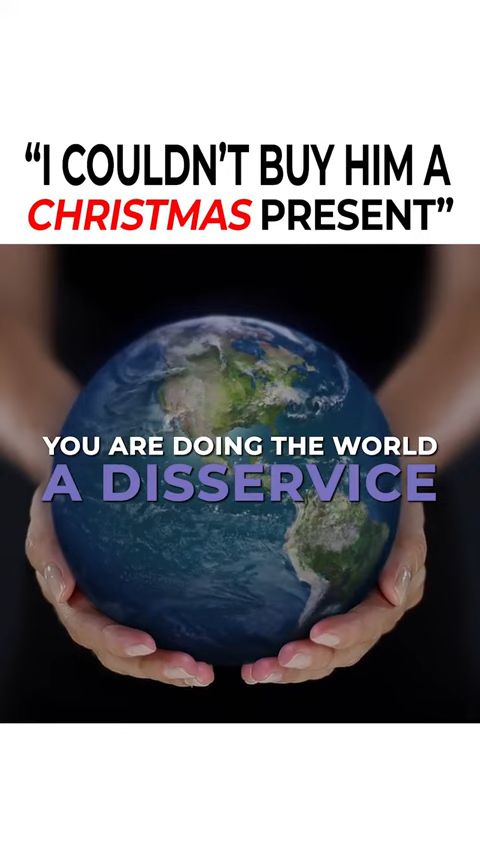 “I COULDN’T BUY HIM A
CHRISTMAS PRESENT”
YOU ARE DOING THE WORLD
A DISSERVICE